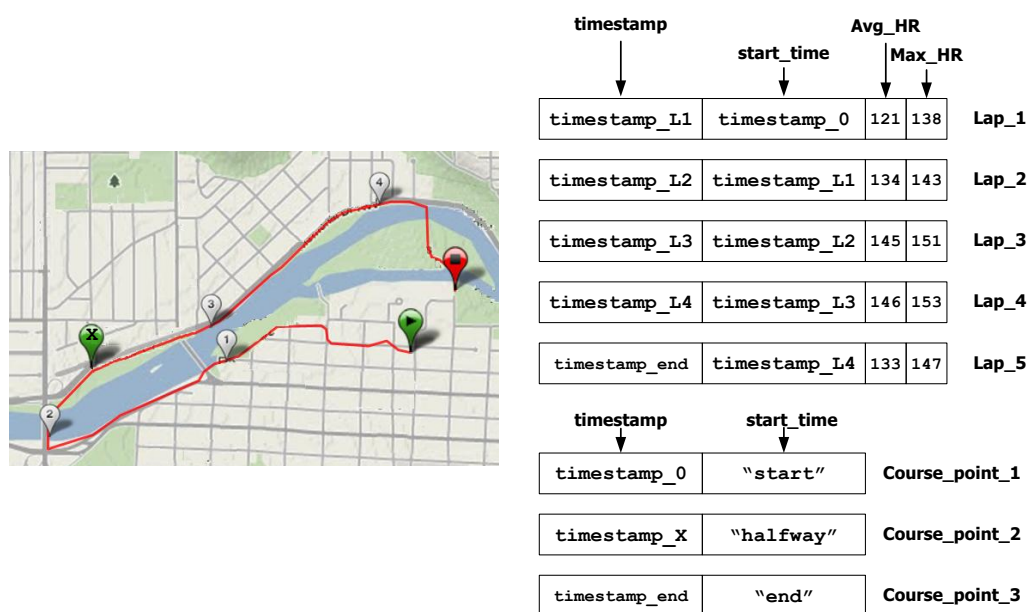 timestamp
start_time
Avg_HR
Max_HR
timestamp_L1 timestamp_0 121 138 Lap_1
timestamp_L2 timestamp_L1 134 143 Lap_2
timestamp_L3 timestamp_L2 145 151 Lap_3
timestamp_L4 timestamp_L3 146 153 Lap_4
timestamp_end timestamp_L4 133 147 Lap_5
4
3
X
1
2
timestamp start_time
timestamp_0 “start” Course_point_1
timestamp_X “halfway” Course_point_2
timestamp_end “end” Course_point_3